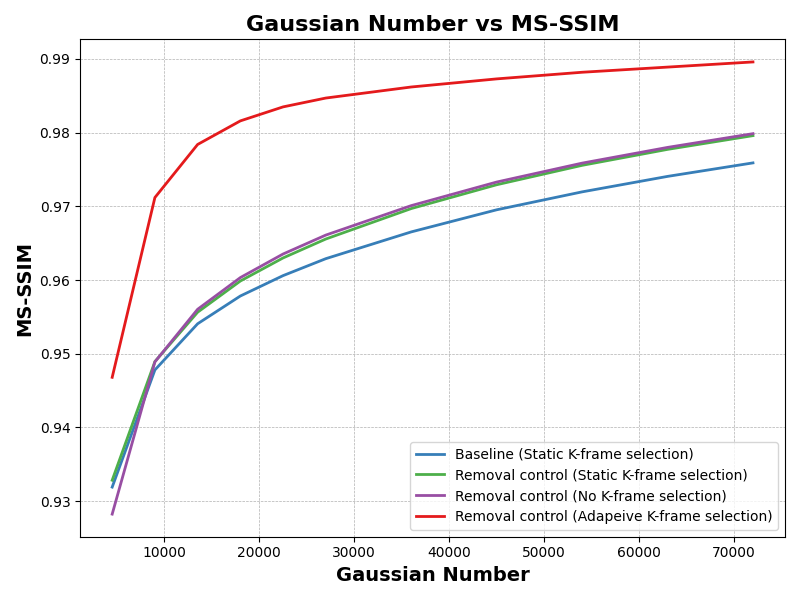 Gaussian Number vs MS-SSIM
MS-SSIM
0.99
0.98
0.97
0.96
0.95
0.94
0.93
Baseline (Static K-frame selection)
Removal control (Static K-frame selection)
Removal control (No K-frame selection)
Removal control (Adapeive K-frame selection)
10000 20000 30000 40000 50000 60000 70000
Gaussian Number